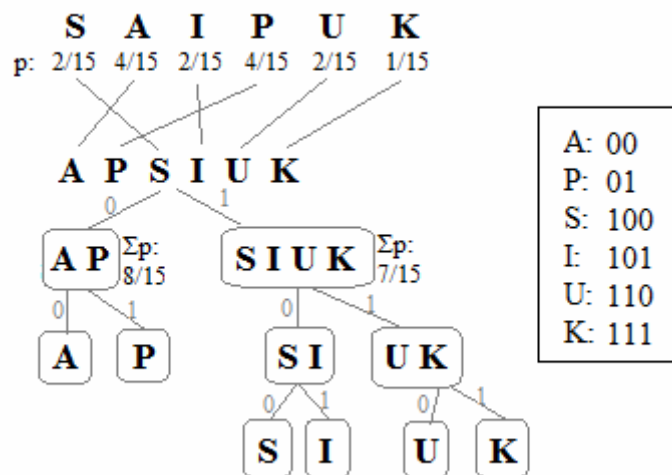 S A I P U K
p: 2/15 4/15 2/15 4/15 2/15 1/15
A P S I U K
0 1
A P Σp: 8/15
S I U K Σp: 7/15
0 1 0 1
A P S I U K
0 1 0 1
S I U K
A: 00
P: 01
S: 100
I: 101
U: 110
K: 111